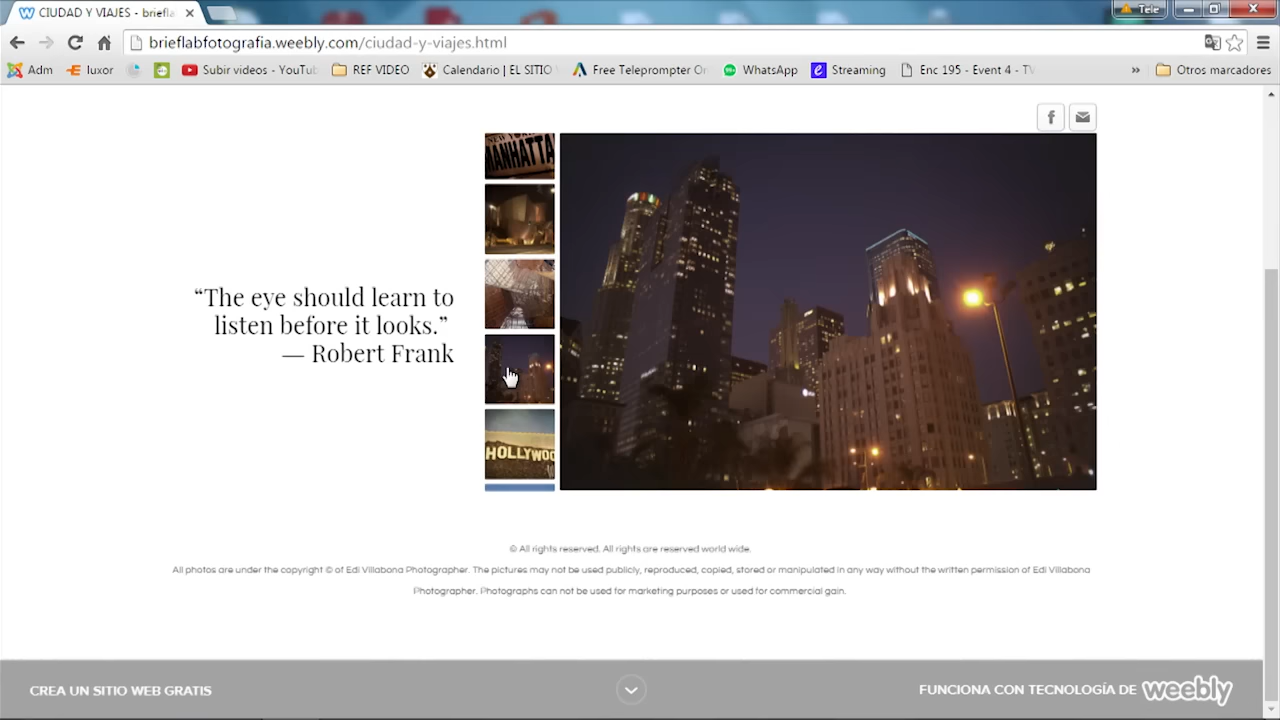 CIUDAD Y VIAJES - briefla
Tele
brieflabfotografia.weebly.com/ciudad-y-viajes.html
Adm
luxor
Subir videos - YouTu
REF VIDEO
Calendario | EL SITIO
Free Teleprompter On
WhatsApp
Streaming
Enc 195 - Event 4 - TV
»
Otros marcadores
MANHATTA
“The eye should learn to
listen before it looks.”
— Robert Frank
HOLLYWOO
© All rights reserved. All rights are reserved world wide.
All photos are under the copyright © of Edi Villabona Photographer. The pictures may not be used publicly, reproduced, copied, stored or manipulated in any way without the written permission of Edi Villabona
Photographer. Photographs can not be used for marketing purposes or used for commercial gain.
CREA UN SITIO WEB GRATIS
FUNCIONA CON TECNOLOGÍA DE weebly